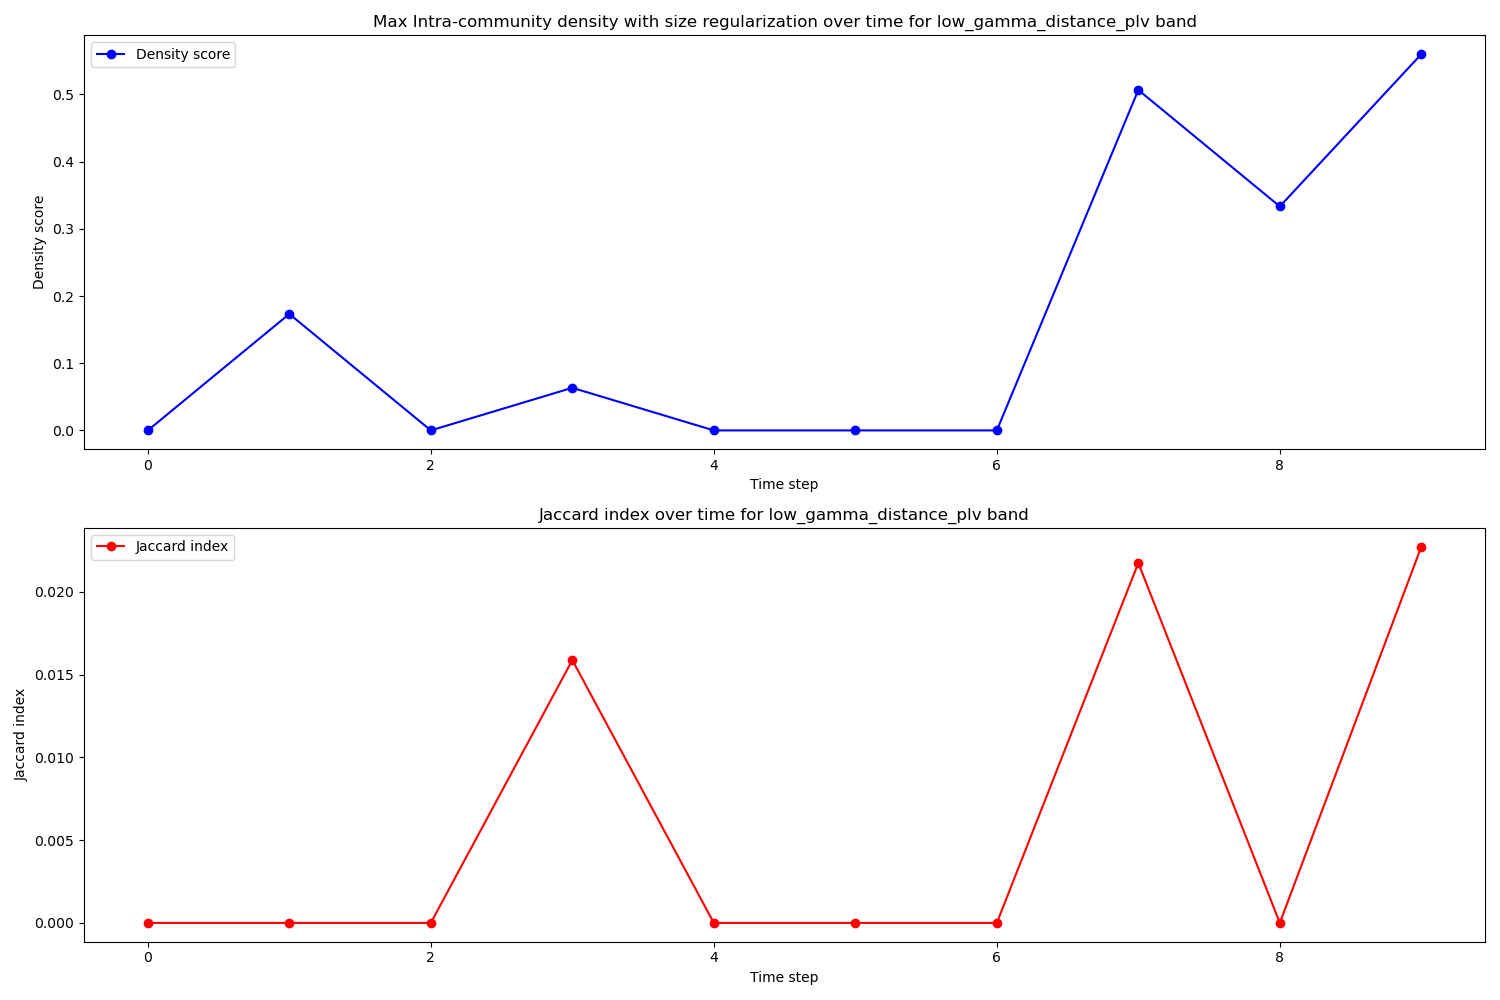 Max Intra-community density with size regularization over time for low_gamma_distance_plv band
Density score
Density score
0.5
0.4
0.3
0.2
0.1
0.0
0 2 4 6 8
Time step
Jaccard index over time for low_gamma_distance_plv band
Jaccard index
Jaccard index
0.020
0.015
0.010
0.005
0.000
0 2 4 6 8
Time step